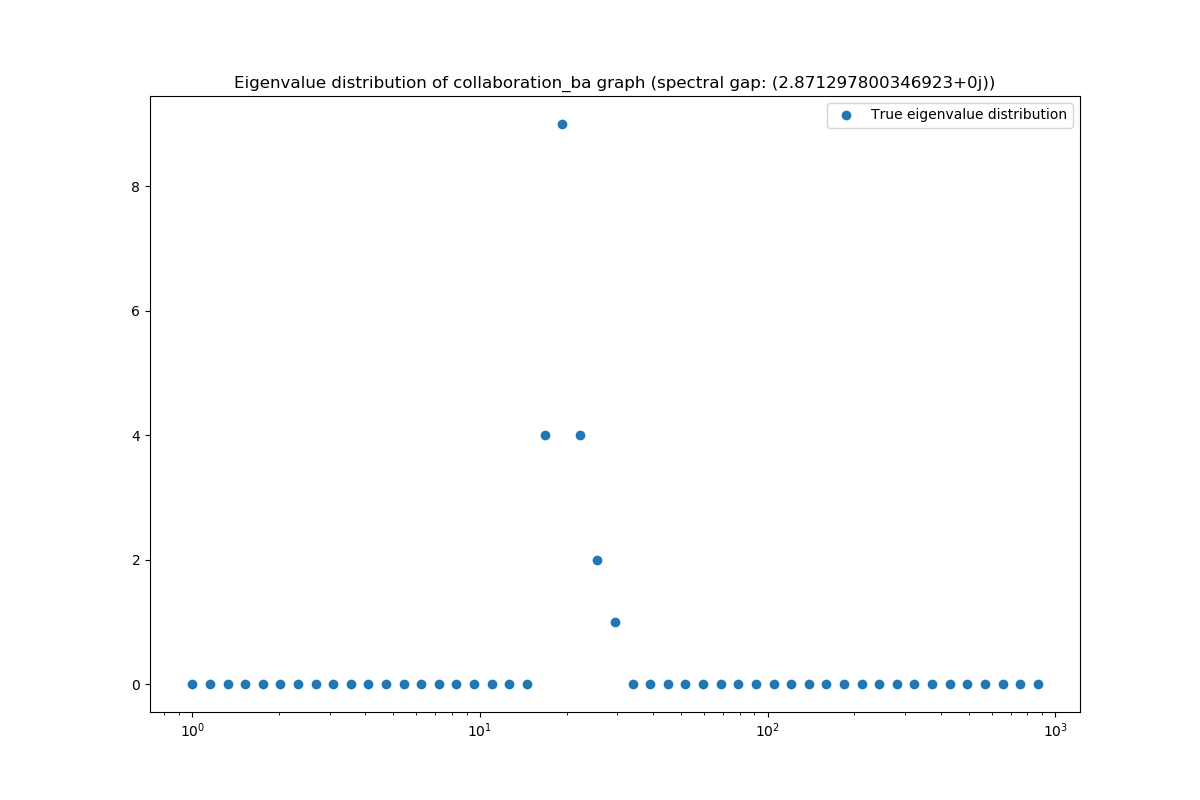 Eigenvalue distribution of collaboration_ba graph (spectral gap: (2.871297800346923+0j))
True eigenvalue distribution
8
6
4
2
0
10⁰ 10¹ 10² 10³